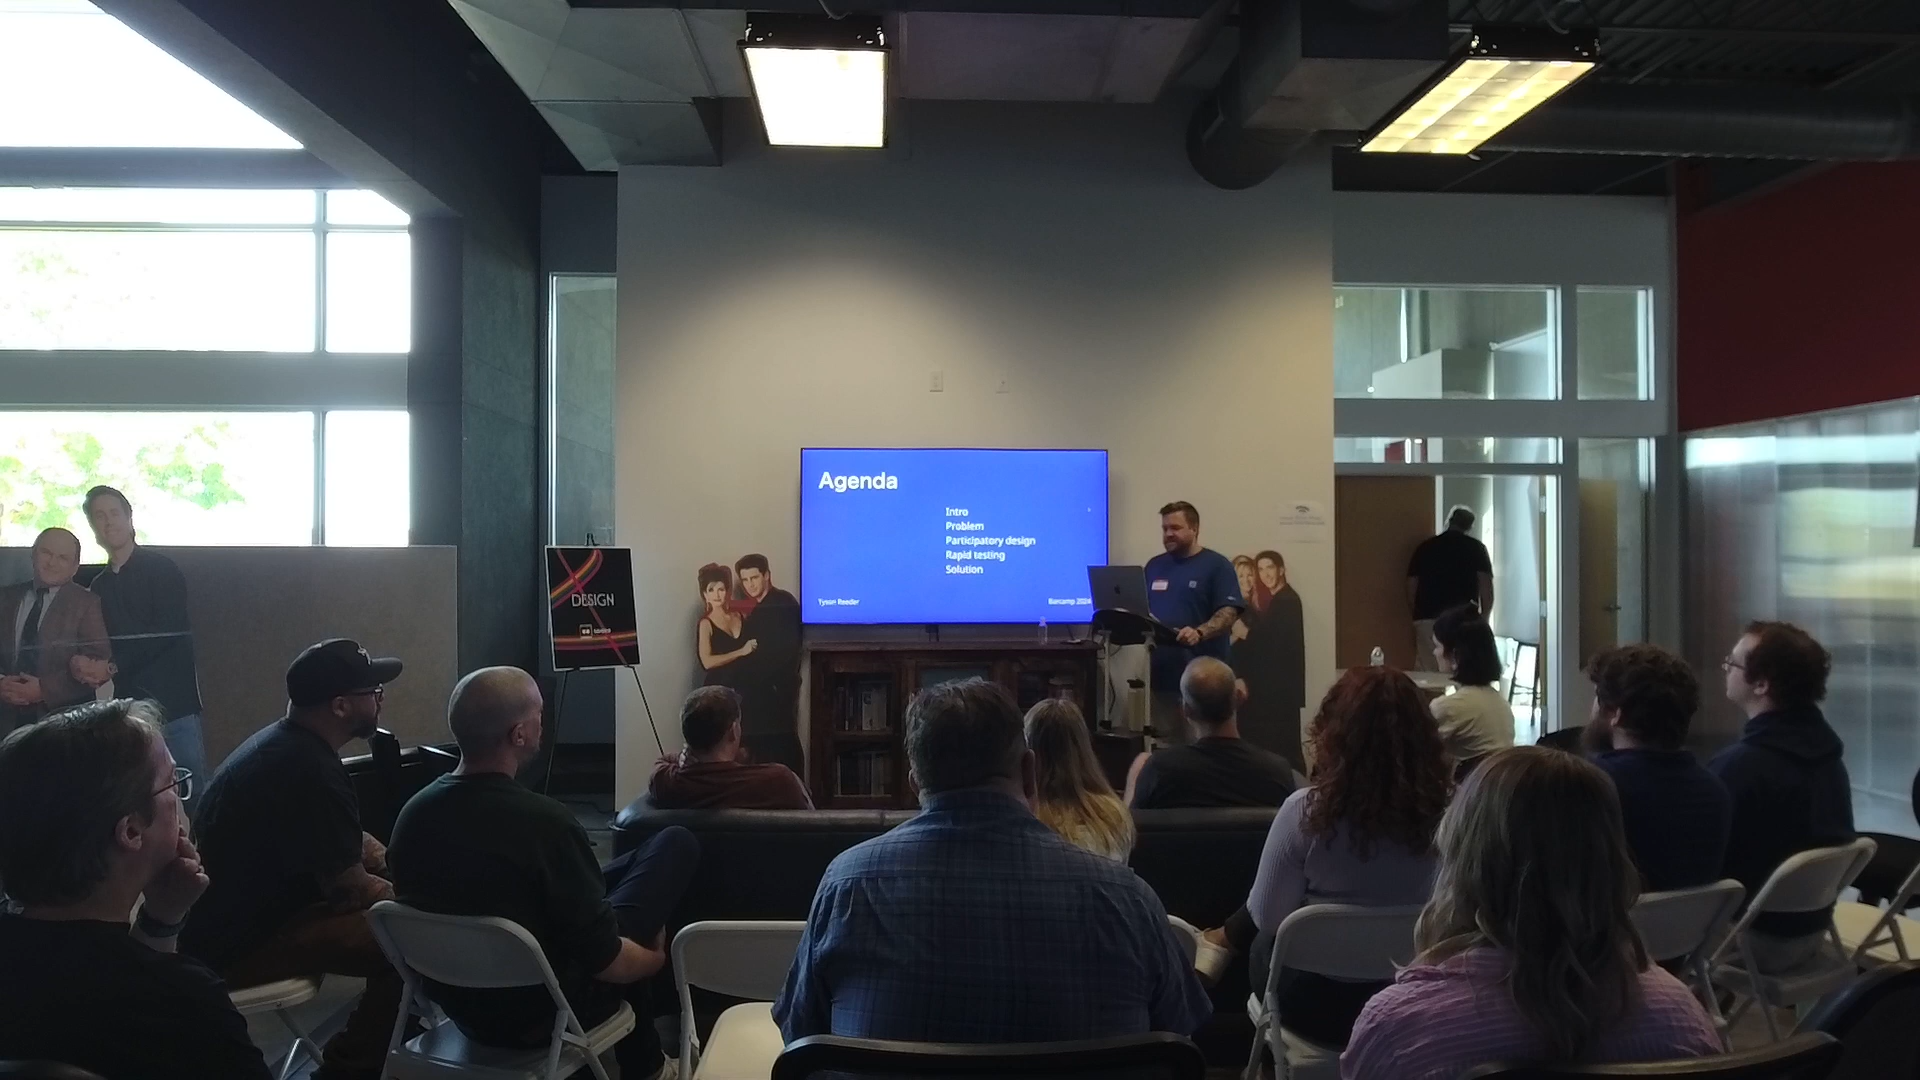 Agenda
Intro
Problem
Participatory design
Rapid testing
Solution
Tyson Reeder
Barcamp 2024
DESIGN